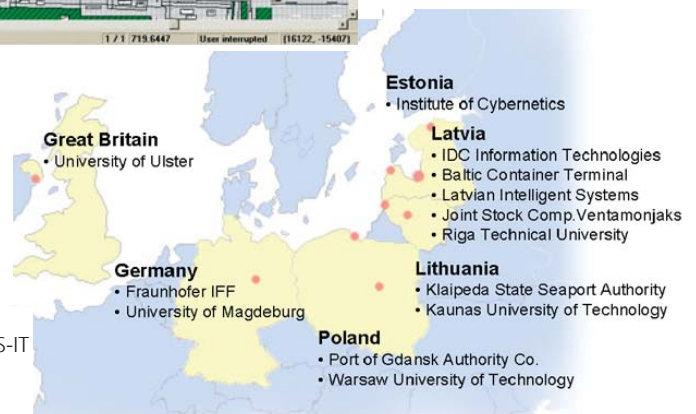 1 / 1 719.6447 User interrupted (16122, -15407)
Estonia
• Institute of Cybernetics
Great Britain
• University of Ulster
Latvia
• IDC Information Technologies
• Baltic Container Terminal
• Latvian Intelligent Systems
• Joint Stock Comp.Ventamonjaks
• Riga Technical University
Germany
• Fraunhofer IFF
• University of Magdeburg
Lithuania
• Klaipeda State Seaport Authority
• Kaunas University of Technology
S-IT
Poland
• Port of Gdansk Authority Co.
• Warsaw University of Technology